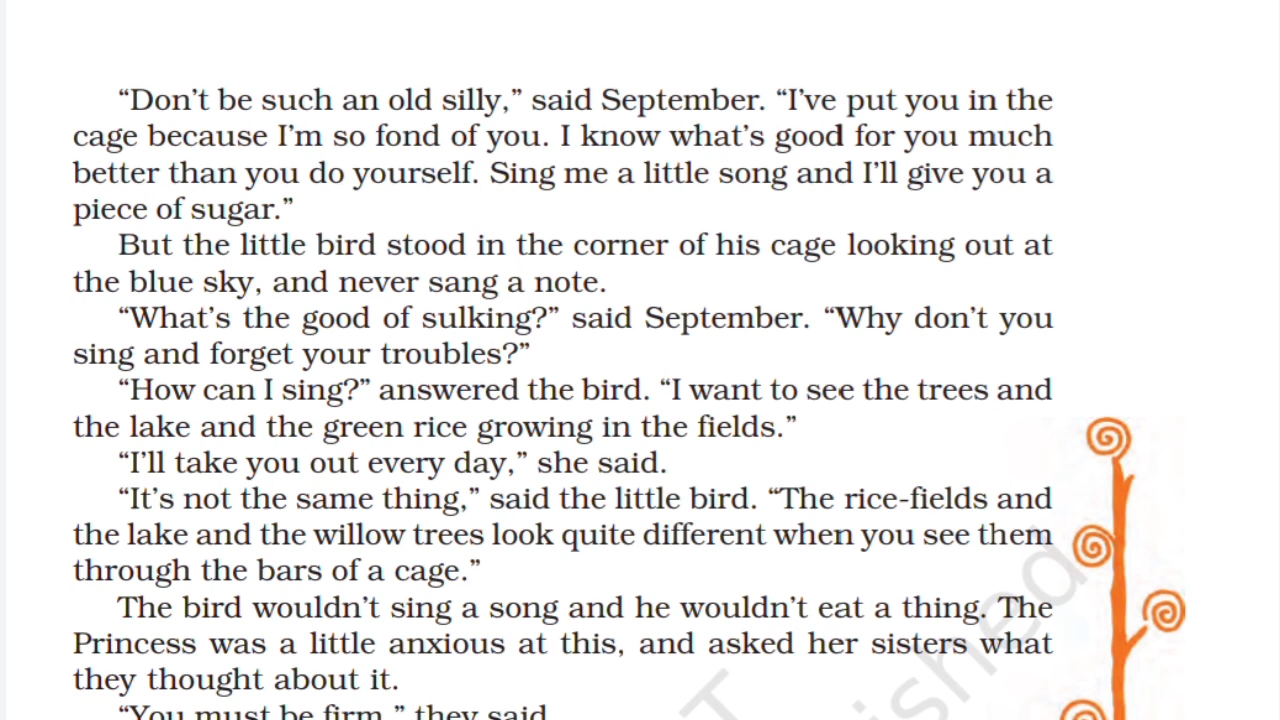 “Don’t be such an old silly,” said September. “I’ve put you in the
cage because I’m so fond of you. I know what’s good for you much
better than you do yourself. Sing me a little song and I’ll give you a
piece of sugar.”
But the little bird stood in the corner of his cage looking out at
the blue sky, and never sang a note.
“What’s the good of sulking?” said September. “Why don’t you
sing and forget your troubles?”
“How can I sing?” answered the bird. “I want to see the trees and
the lake and the green rice growing in the fields.”
“I’ll take you out every day,” she said.
“It’s not the same thing,” said the little bird. “The rice-fields and
the lake and the willow trees look quite different when you see them
through the bars of a cage.”
The bird wouldn’t sing a song and he wouldn’t eat a thing. The
Princess was a little anxious at this, and asked her sisters what
they thought about it.
“You must be firm,” they said